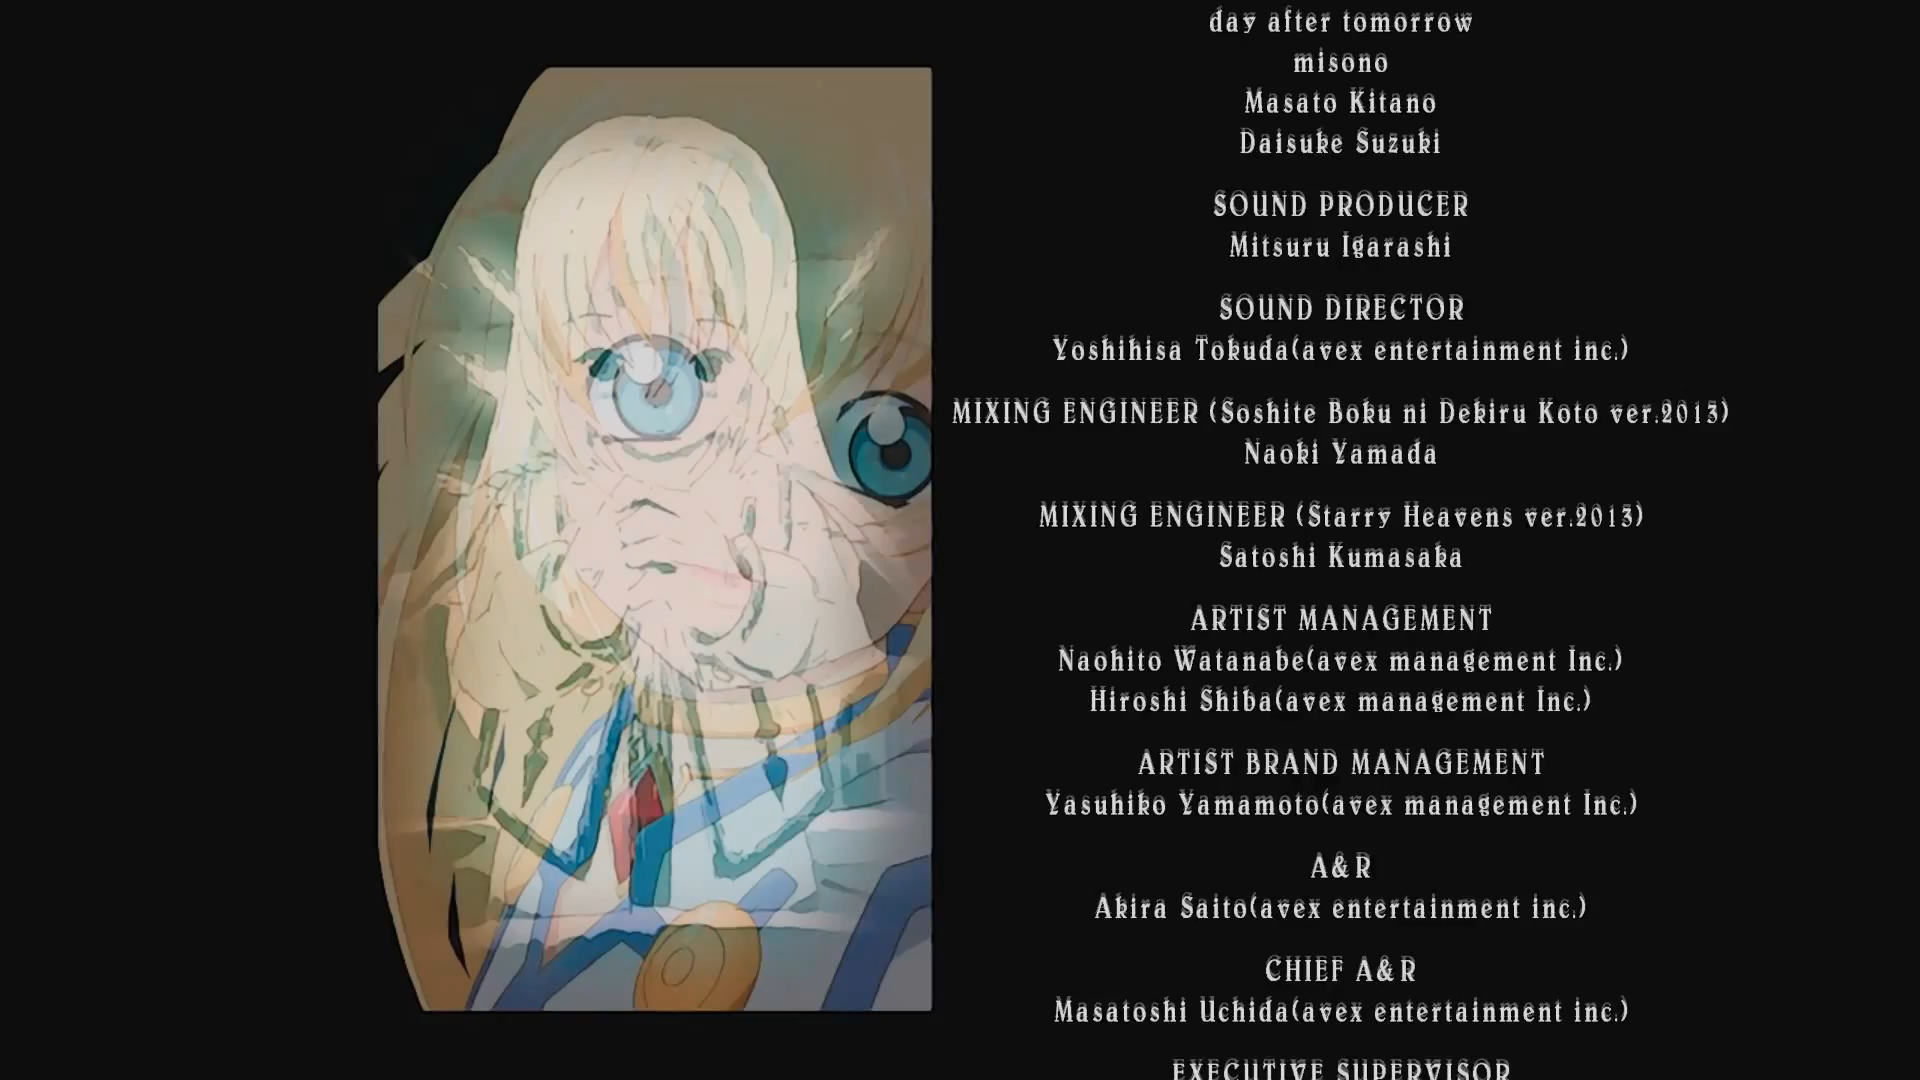 day after tomorrow
misono
Masato Kitano
Daisuke Suzuki
SOUND PRODUCER
Mitsuru Igarashi
SOUND DIRECTOR
Yoshihisa Tokuda(avex entertainment inc.)
MIXING ENGINEER (Soshite Boku ni Dekiru Koto ver.2013)
Naoki Yamada
MIXING ENGINEER (Starry Heavens ver.2013)
Satoshi Kumasaka
ARTIST MANAGEMENT
Naohito Watanabe(avex management Inc.)
Hiroshi Shiba(avex management Inc.)
ARTIST BRAND MANAGEMENT
Yasuhiko Yamamoto(avex management Inc.)
A&R
Akira Saito(avex entertainment inc.)
CHIEF A&R
Masatoshi Uchida(avex entertainment inc.)
EXECUTIVE SUPERVISOR